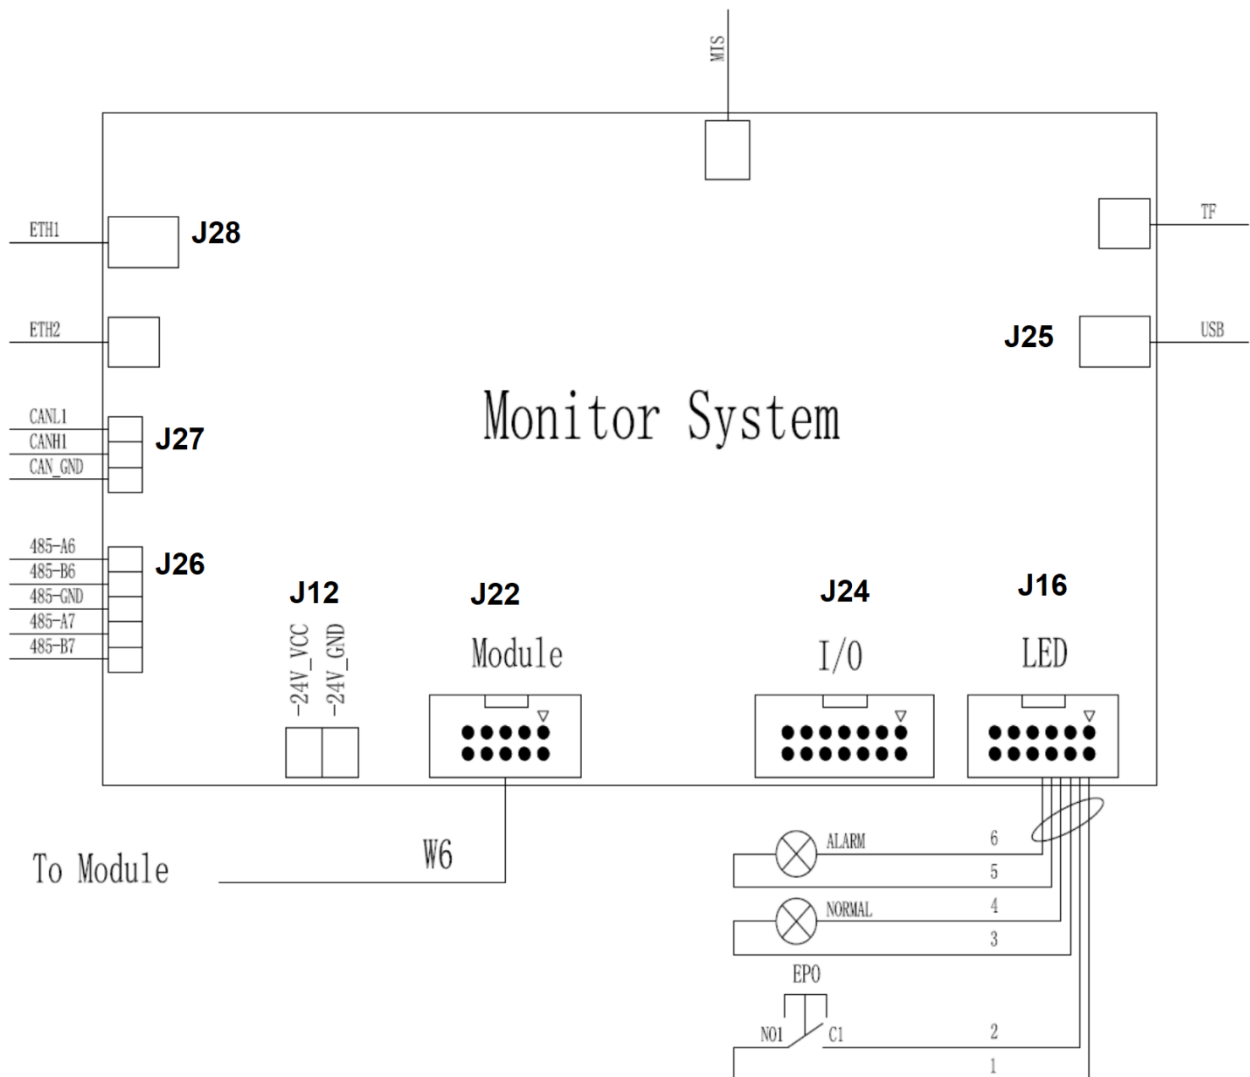 MIS
ETH1
J28
TF
ETH2
J25
USB
Monitor System
CANL1
CANH1
CAN_GND
J27
485-A6
485-B6
485-GND
485-A7
485-B7
J26
J12
-24V_VCC
-24V_GND
J22
Module
J24
I/O
J16
LED
To Module
W6
ALARM
6
5
NORMAL
4
3
EPO
NO1
C1
2
1